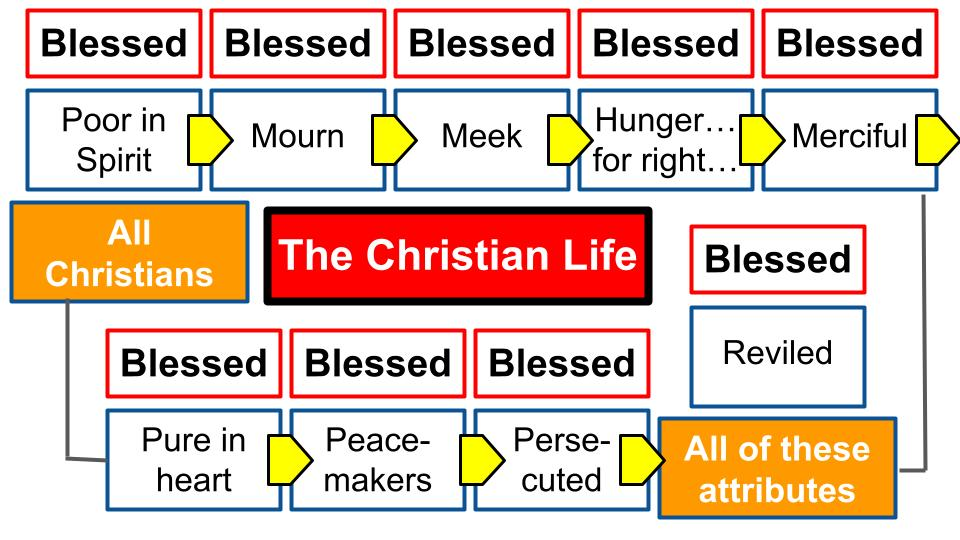 Blessed
Blessed
Blessed
Blessed
Blessed
Poor in
Spirit
Mourn
Meek
Hunger…
for right…
Merciful
All
Christians
The Christian Life
Blessed
Reviled
Blessed
Blessed
Blessed
Pure in
heart
Peace-
makers
Perse-
cuted
All of these
attributes